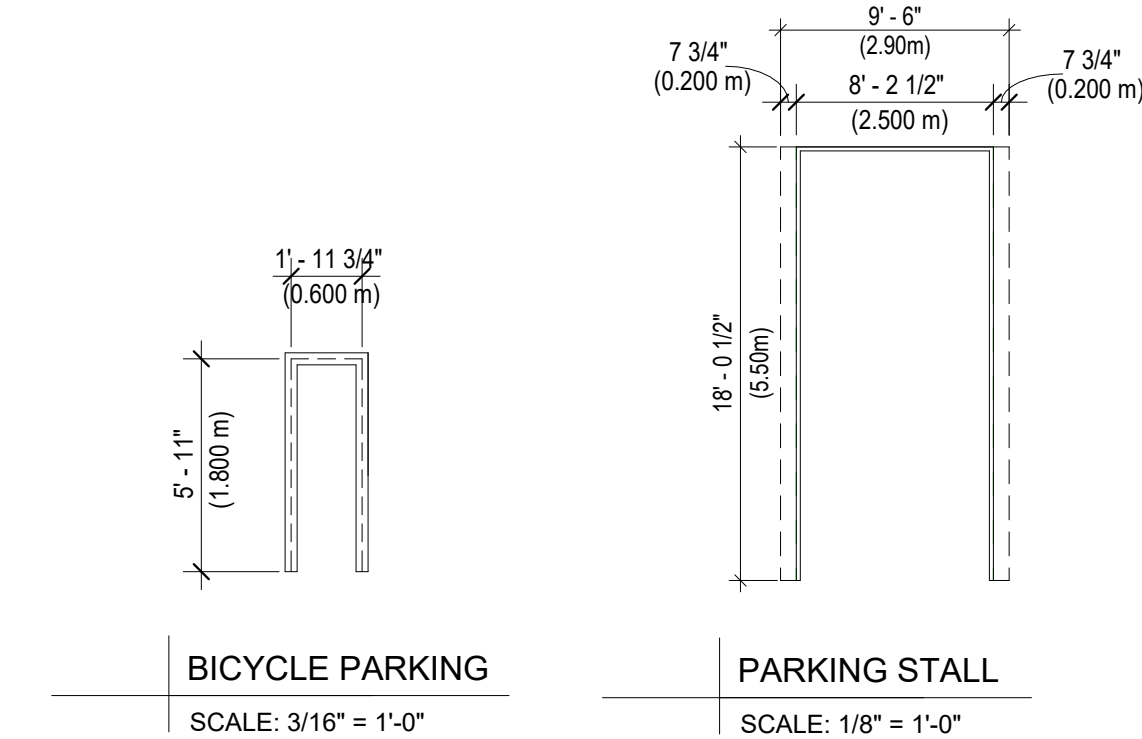 1' - 11 3/4"
(0.600 m)
5' - 11"
(1.800 m)
BICYCLE PARKING
SCALE: 3/16" = 1'-0"
9' - 6"
(2.90m)
7 3/4"
(0.200 m)
8' - 2 1/2"
(2.500 m)
7 3/4"
(0.200 m)
18' - 0 1/2"
(5.50m)
PARKING STALL
SCALE: 1/8" = 1'-0"